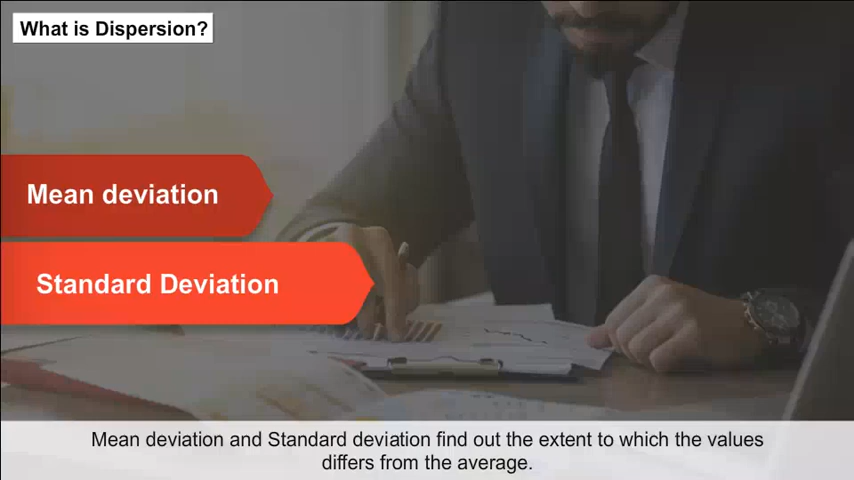 What is Dispersion?
Mean deviation
Standard Deviation
Mean deviation and Standard deviation find out the extent to which the values
differs from the average.